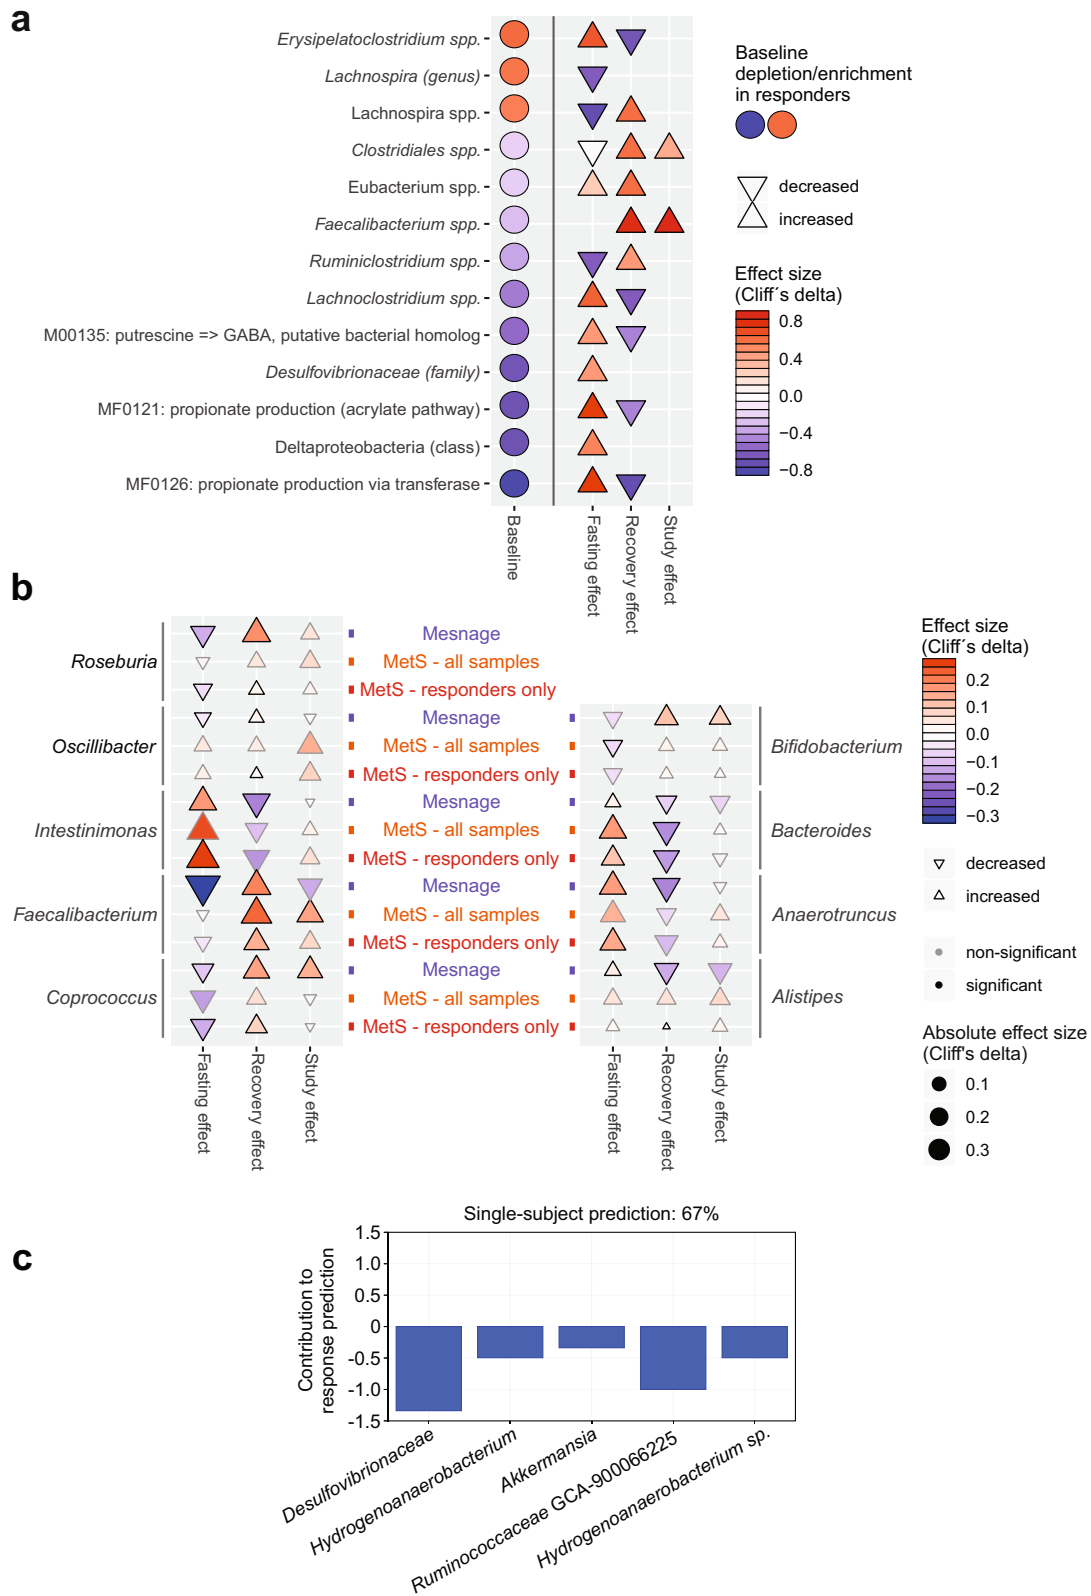 a
Erysipelatoclostridium spp.
Lachnospira (genus)
Lachnospira spp.
Clostridiales spp.
Eubacterium spp.
Faecalibacterium spp.
Ruminiclostridium spp.
Lachnoclostridium spp.
M00135: putrescine => GABA, putative bacterial homolog
Desulfovibrionaceae (family)
MF0121: propionate production (acrylate pathway)
Deltaproteobacteria (class)
MF0126: propionate production via transferase
Baseline
Fasting effect
Recovery effect
Study effect
Baseline
depletion/enrichment
in responders
decreased
increased
Effect size
(Cliff´s delta)
0.8
0.4
0.0
−0.4
−0.8
b
Roseburia
Oscillibacter
Intestinimonas
Faecalibacterium
Coprococcus
Mesnage
MetS - all samples
MetS - responders only
Mesnage
MetS - all samples
MetS - responders only
Mesnage
MetS - all samples
MetS - responders only
Mesnage
MetS - all samples
MetS - responders only
Mesnage
MetS - all samples
MetS - responders only
Bifidobacterium
Bacteroides
Anaerotruncus
Alistipes
Fasting effect
Recovery effect
Study effect
Fasting effect
Recovery effect
Study effect
Effect size
(Cliff´s delta)
0.2
0.1
0.0
−0.1
−0.2
−0.3
decreased
increased
non-significant
significant
Absolute effect size
(Cliff's delta)
0.1
0.2
0.3
c
Single-subject prediction: 67%
Contribution to
response prediction
1.5
1.0
0.5
0
-0.5
-1.0
-1.5
Desulfovibrionaceae
Hydrogenoanaerobacterium
Akkermansia
Ruminococcaceae GCA-900066225
Hydrogenoanaerobacterium sp.